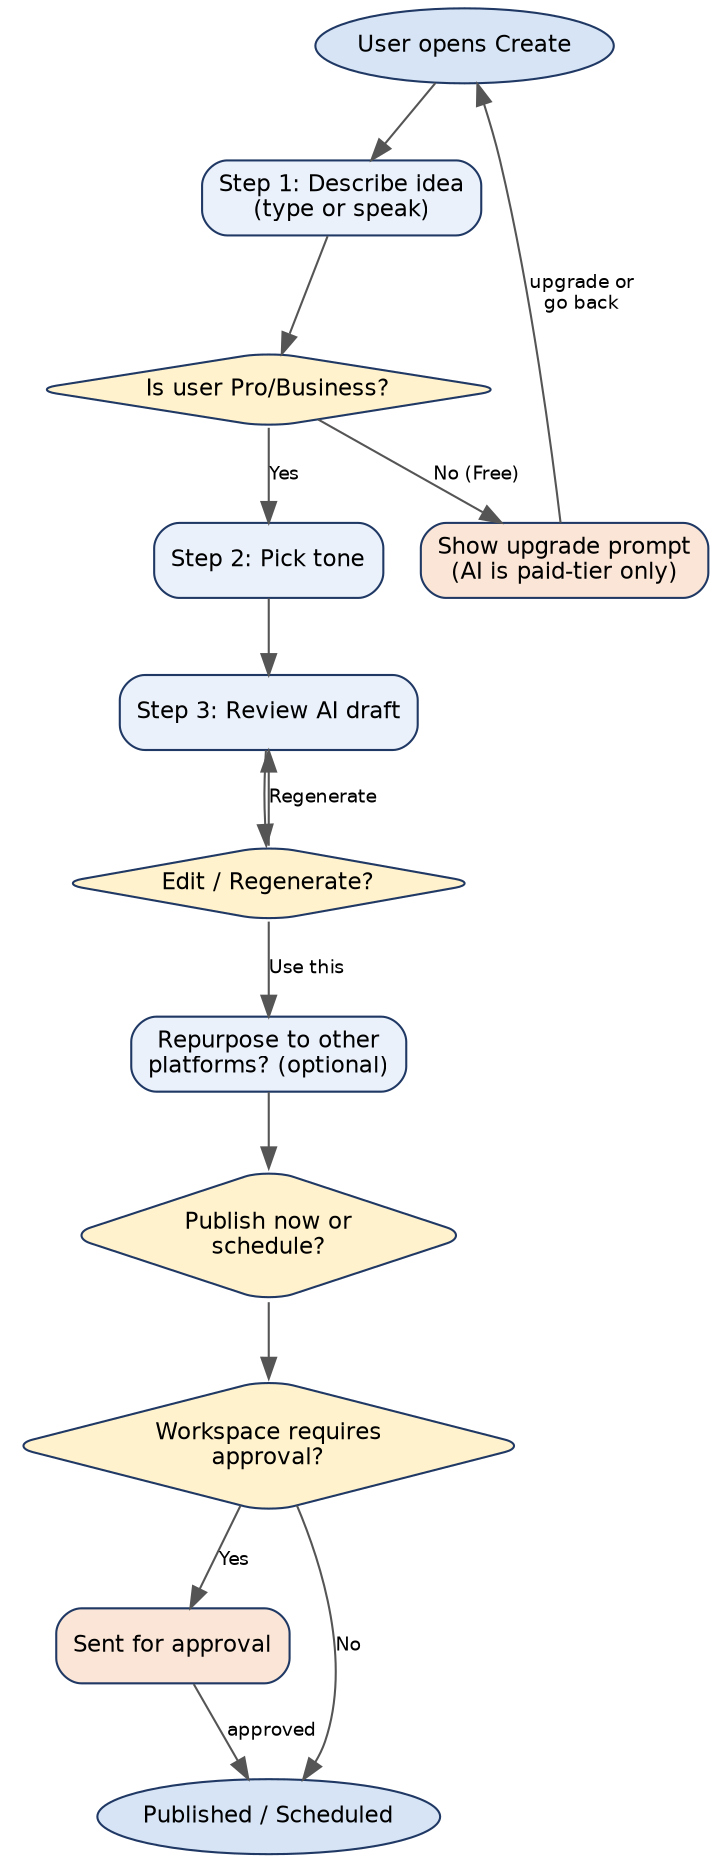 User opens Create
Step 1: Describe idea
(type or speak)
upgrade or
go back
Is user Pro/Business?
Yes
No (Free)
Step 2: Pick tone
Show upgrade prompt
(AI is paid-tier only)
Step 3: Review AI draft
Regenerate
Edit / Regenerate?
Use this
Repurpose to other
platforms? (optional)
Publish now or
schedule?
Workspace requires
approval?
Yes
Sent for approval
No
approved
Published / Scheduled